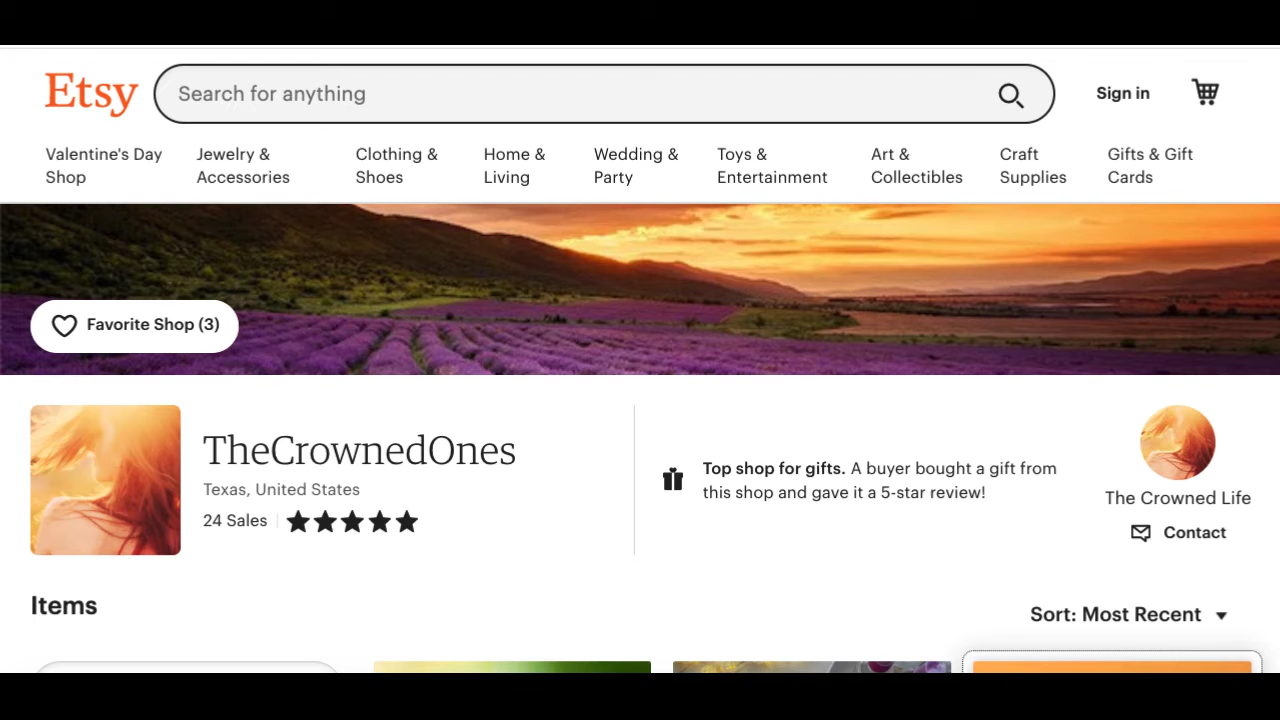 Etsy
Search for anything
Sign in
Valentine's Day
Shop
Jewelry &
Accessories
Clothing &
Shoes
Home &
Living
Wedding &
Party
Toys &
Entertainment
Art &
Collectibles
Craft
Supplies
Gifts & Gift
Cards
Favorite Shop (3)
TheCrownedOnes
Texas, United States
24 Sales
Top shop for gifts. A buyer bought a gift from
this shop and gave it a 5-star review!
The Crowned Life
Contact
Items
Sort: Most Recent